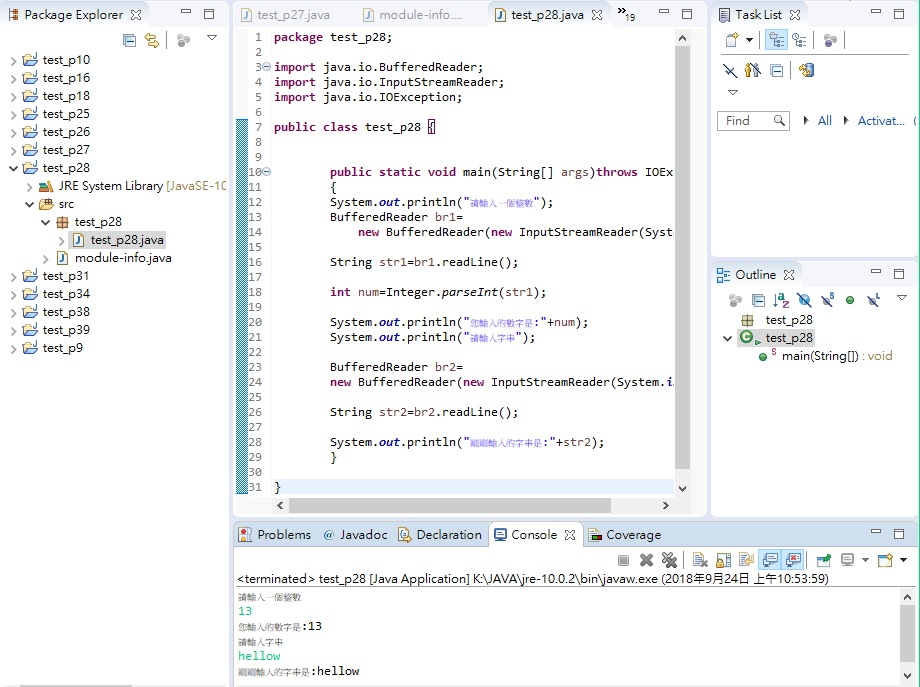 Package Explorer
test_p10
test_p16
test_p18
test_p25
test_p26
test_p27
test_p28
JRE System Library [JavaSE-10
src
test_p28
test_p28.java
module-info.java
test_p31
test_p34
test_p38
test_p39
test_p9
test_p27.java
module-info....
test_p28.java
»19
1 package test_p28;
2
3 import java.io.BufferedReader;
4 import java.io.InputStreamReader;
5 import java.io.IOException;
6
7 public class test_p28 {
8
9
10 public static void main(String[] args)throws IOEx
11 {
12 System.out.println("請輸入一個整數");
13 BufferedReader br1=
14 new BufferedReader(new InputStreamReader(Syst
15
16 String str1=br1.readLine();
17
18 int num=Integer.parseInt(str1);
19
20 System.out.println("您輸入的數字是:"+num);
21 System.out.println("請輸入字串");
22
23 BufferedReader br2=
24 new BufferedReader(new InputStreamReader(System.i
25
26 String str2=br2.readLine();
27
28 System.out.println("剛剛輸入的字串是:"+str2);
29 }
30
31 }
Task List
Find
All
Activat...
Outline
test_p28
test_p28
main(String[]) : void
Problems
@ Javadoc
Declaration
Console
Coverage
<terminated> test_p28 [Java Application] K:\JAVA\jre-10.0.2\bin\javaw.exe (2018年9月24日 上午10:53:59)
請輸入一個整數
13
您輸入的數字是:13
請輸入字串
hellow
剛剛輸入的字串是:hellow